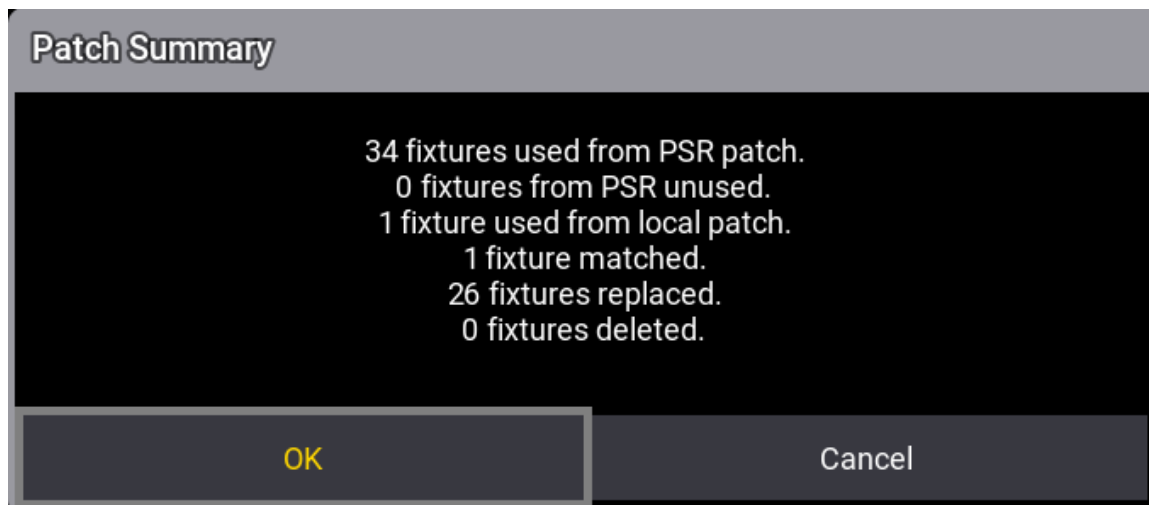 Patch Summary
34 fixtures used from PSR patch.
0 fixtures from PSR unused.
1 fixture used from local patch.
1 fixture matched.
26 fixtures replaced.
0 fixtures deleted.
OK
Cancel